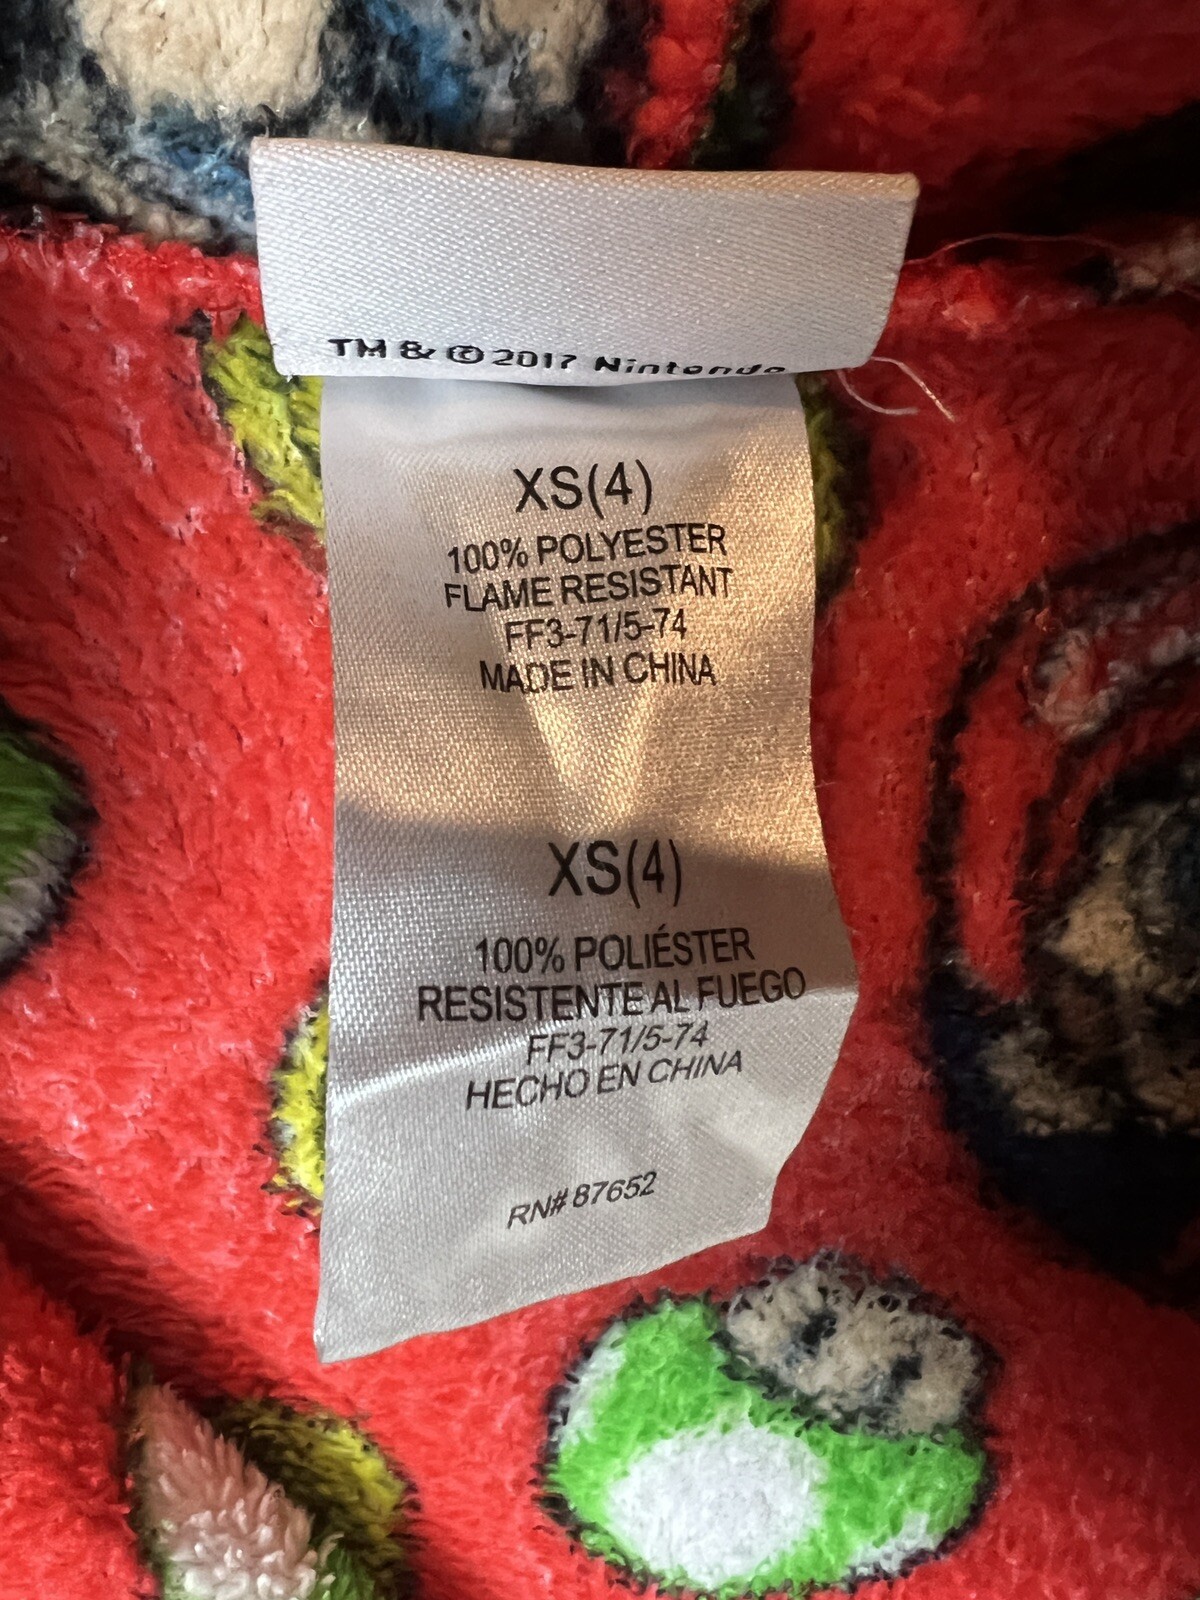 TM & © 2017 Nintendo
XS(4)
100% POLYESTER
FLAME RESISTANT
FF3-71/5-74
MADE IN CHINA
XS(4)
100% POLIÉSTER
RESISTENTE AL FUEGO
FF3-71/5-74
HECHO EN CHINA
RN# 87652